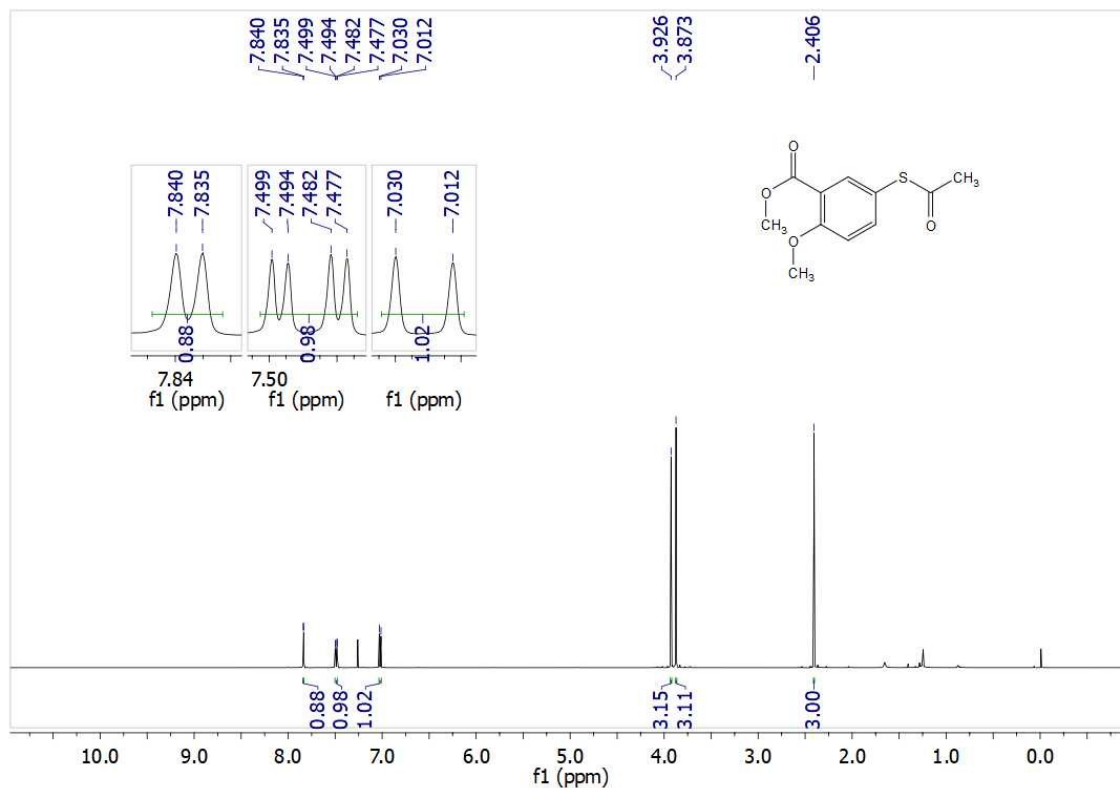 7.840
7.835
7.499
7.494
7.482
7.477
7.030
7.012
3.926
3.873
2.406
O
O
CH₃
O
CH₃
S
CH₃
O
7.840
7.835
7.499
7.494
7.482
7.477
7.030
7.012
0.88
0.98
1.02
7.84
7.50
f1 (ppm)
f1 (ppm)
f1 (ppm)
0.88
0.98
1.02
3.15
3.11
3.00
10.0 9.0 8.0 7.0 6.0 5.0 4.0 3.0 2.0 1.0 0.0
f1 (ppm)